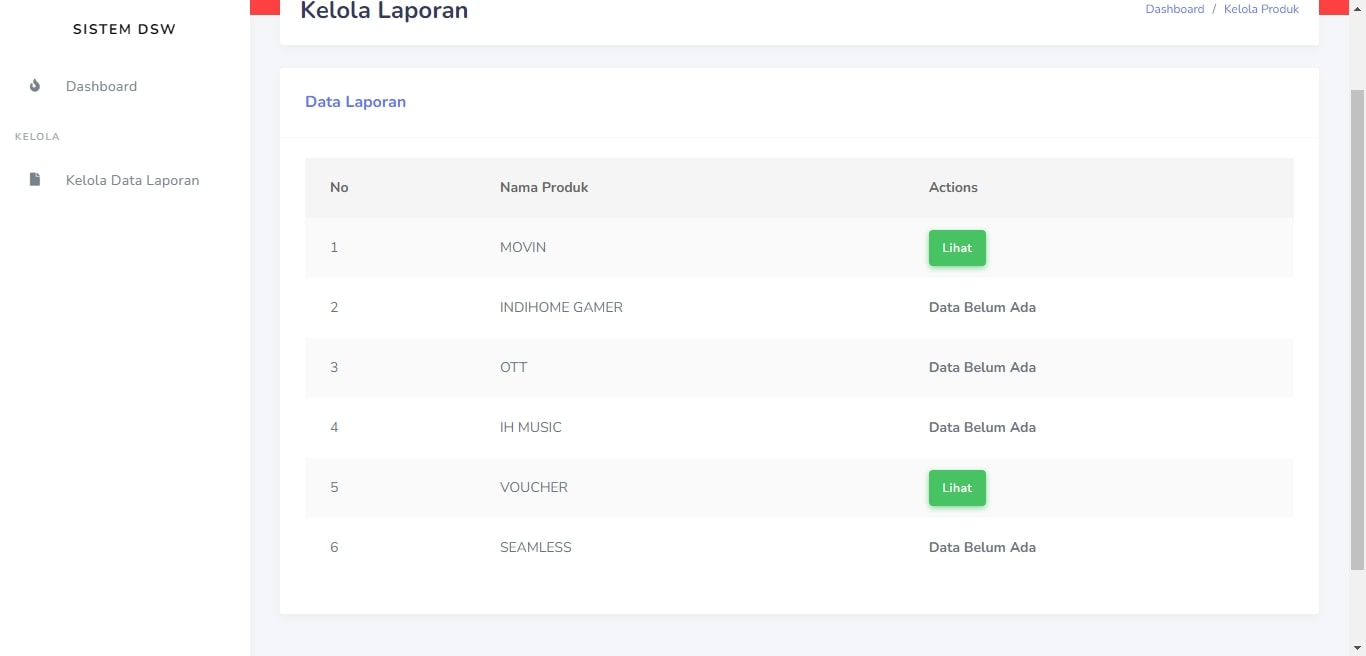 SISTEM DSW
Dashboard
KELOLA
Kelola Data Laporan
Kelola Laporan
Dashboard / Kelola Produk
Data Laporan
No Nama Produk Actions
1 MOVIN Lihat
2 INDIHOME GAMER Data Belum Ada
3 OTT Data Belum Ada
4 IH MUSIC Data Belum Ada
5 VOUCHER Lihat
6 SEAMLESS Data Belum Ada